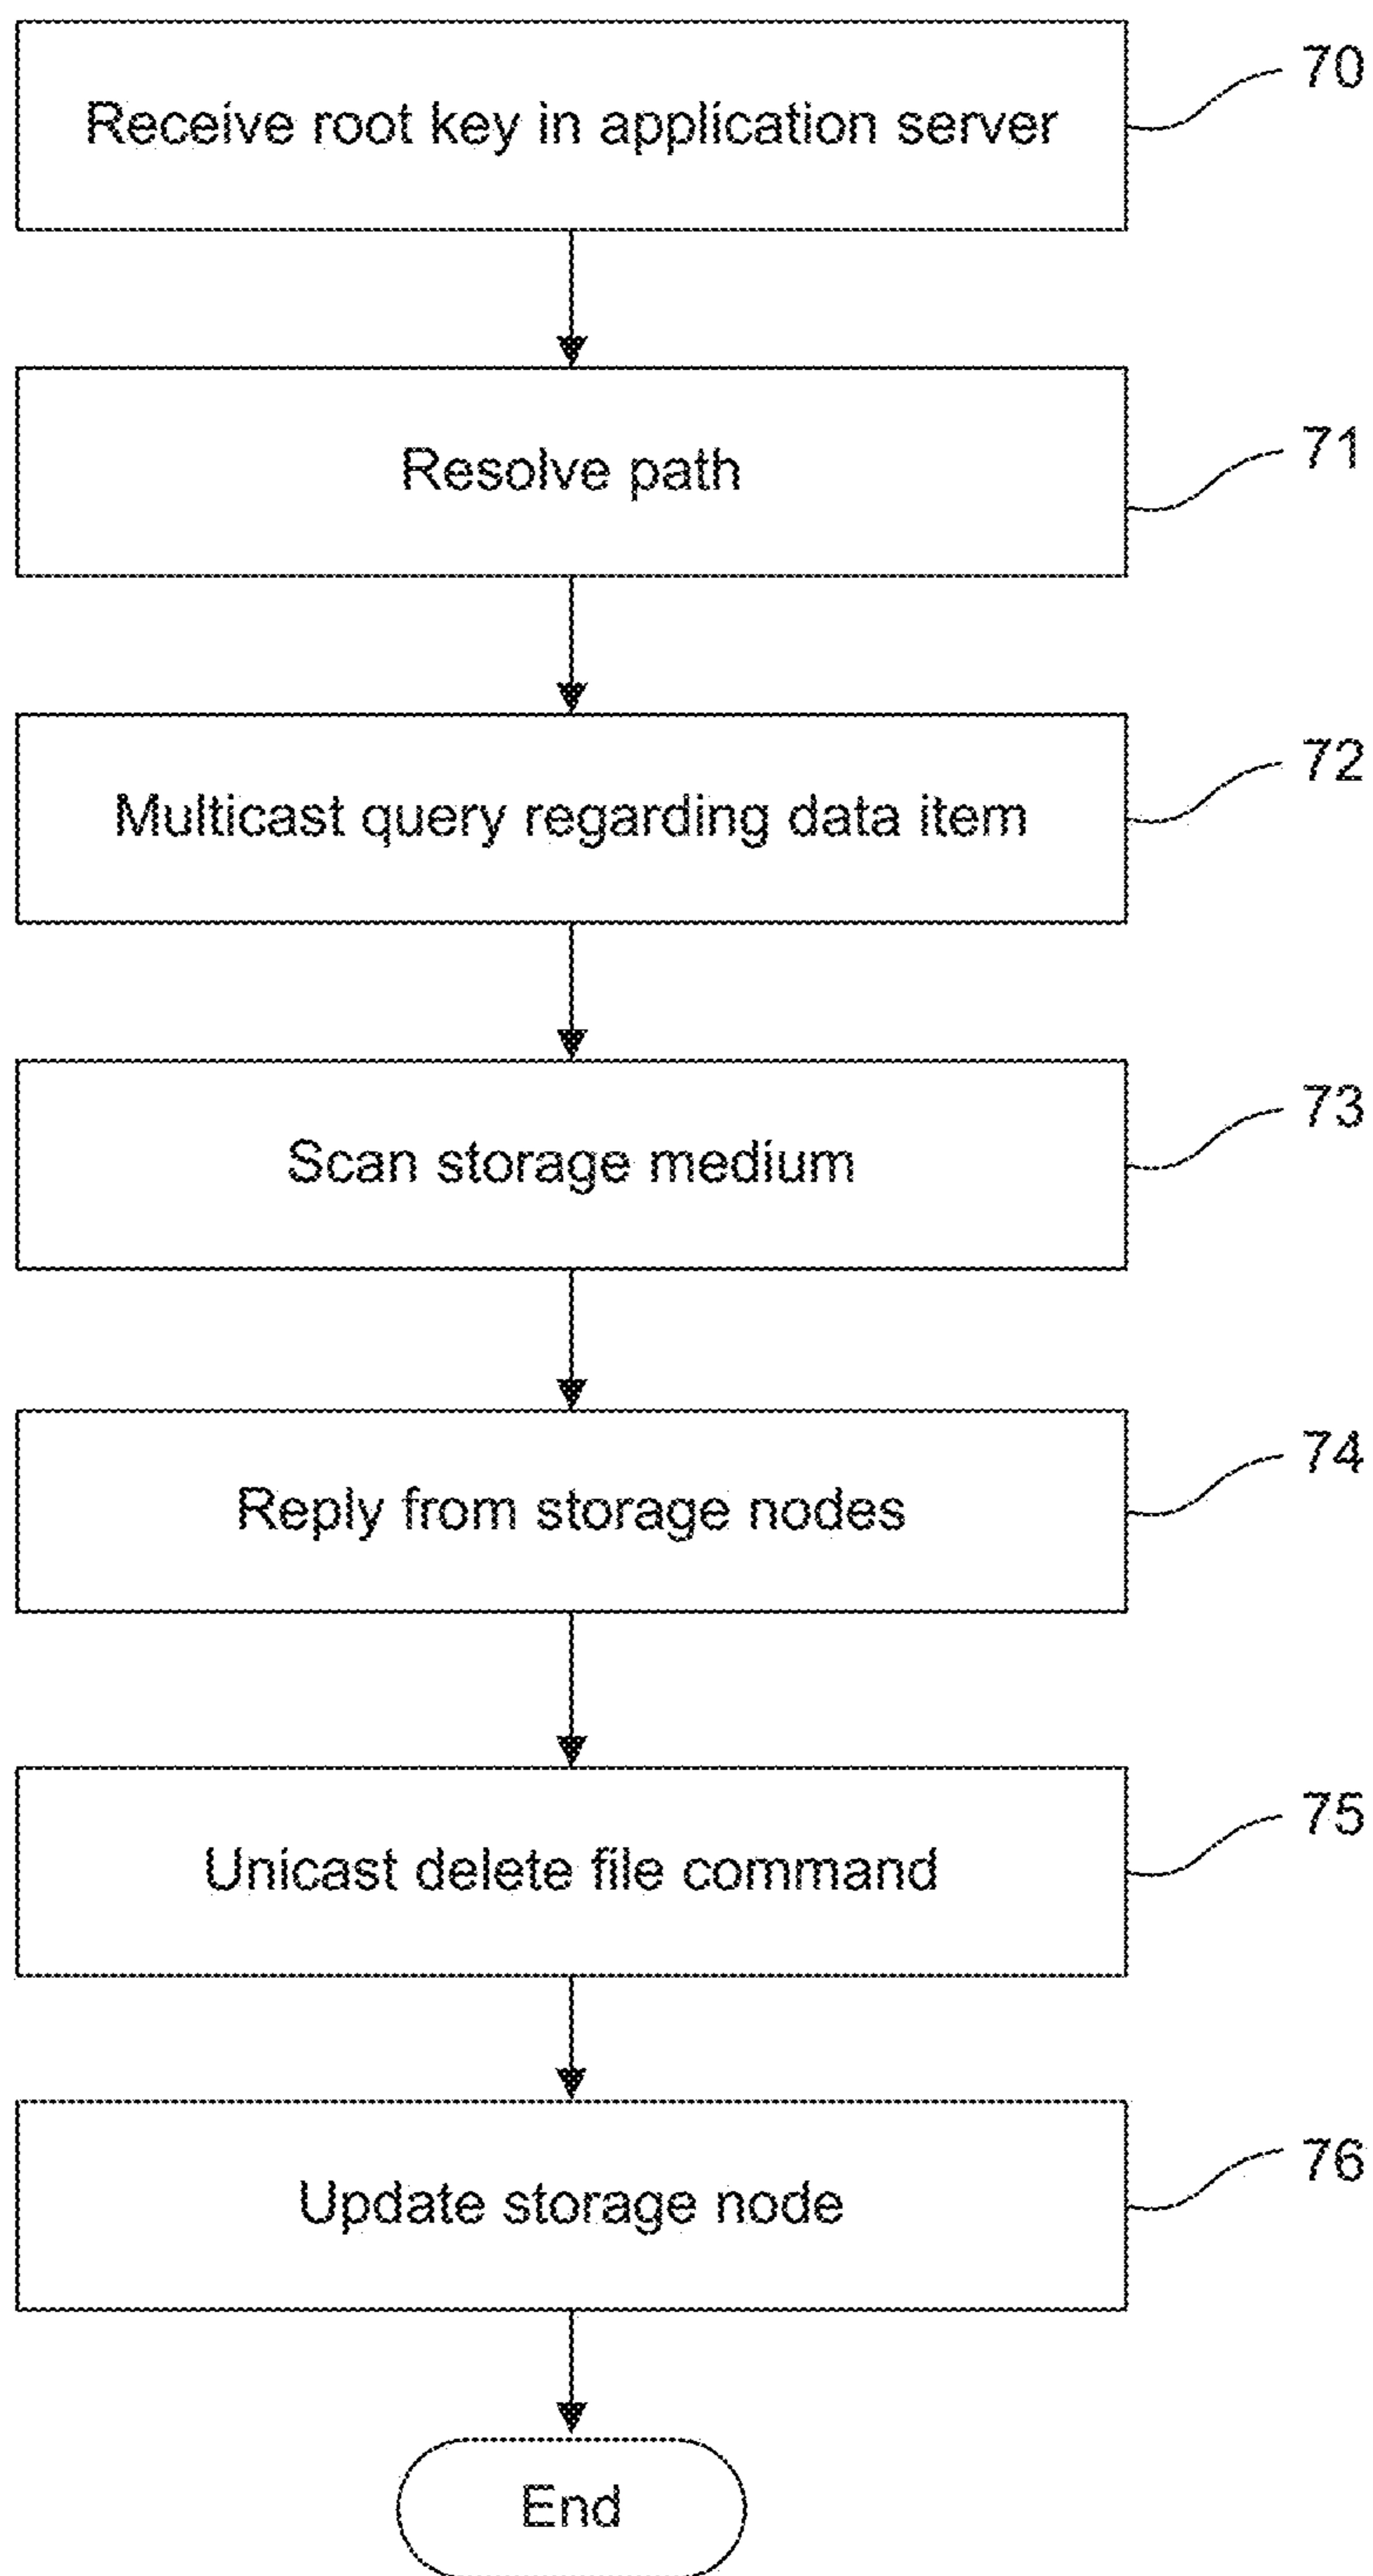 Receive root key in application server
70
Resolve path
71
Multicast query regarding data item
72
Scan storage medium
73
Reply from storage nodes
74
Unicast delete file command
75
Update storage node
76
End